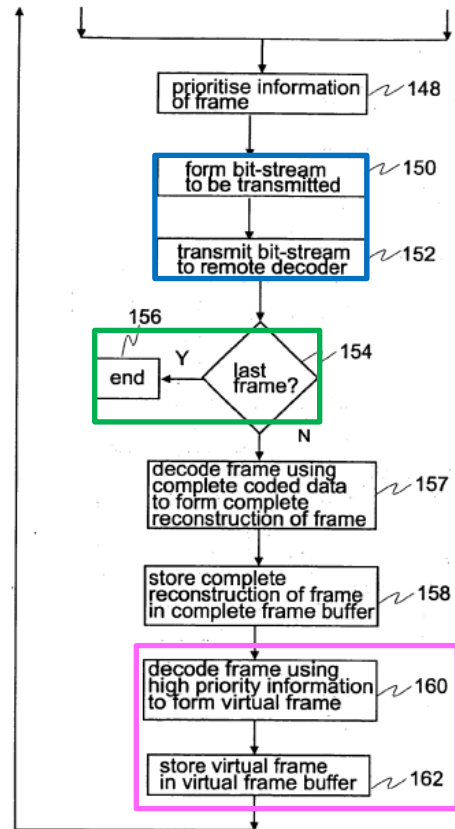 prioritise information
of frame
148
form bit-stream
to be transmitted
150
transmit bit-stream
to remote decoder
152
156
Y
end
last
frame?
154
N
decode frame using
complete coded data
to form complete
reconstruction of frame
157
store complete
reconstruction of frame
in complete frame buffer
158
decode frame using
high priority information
to form virtual frame
160
store virtual frame
in virtual frame buffer
162